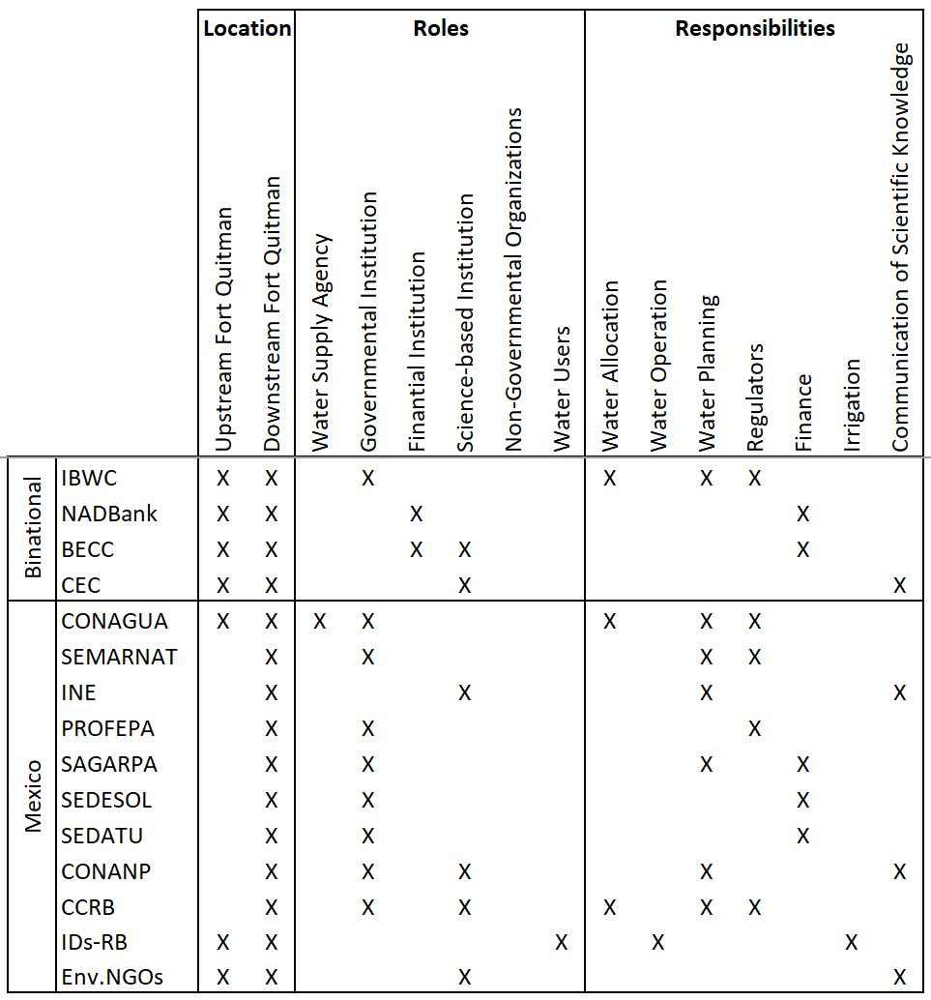 Location Roles Responsibilities
Upstream Fort Quitman
Downstream Fort Quitman
Water Supply Agency
Governmental Institution
Finantial Institution
Science-based Institution
Non-Governmental Organizations
Water Users
Water Allocation
Water Operation
Water Planning
Regulators
Finance
Irrigation
Communication of Scientific Knowledge
Binational
IBWC X X X X X X
NADBank X X X X
BECC X X X X X
CEC X X X X
Mexico
CONAGUA X X X X X X X
SEMARNAT X X X X
INE X X X X
PROFEPA X X X
SAGARPA X X X X
SEDESOL X X X
SEDATU X X X
CONANP X X X X X
CCRB X X X X X X
IDs-RB X X X X X
Env.NGOs X X X X